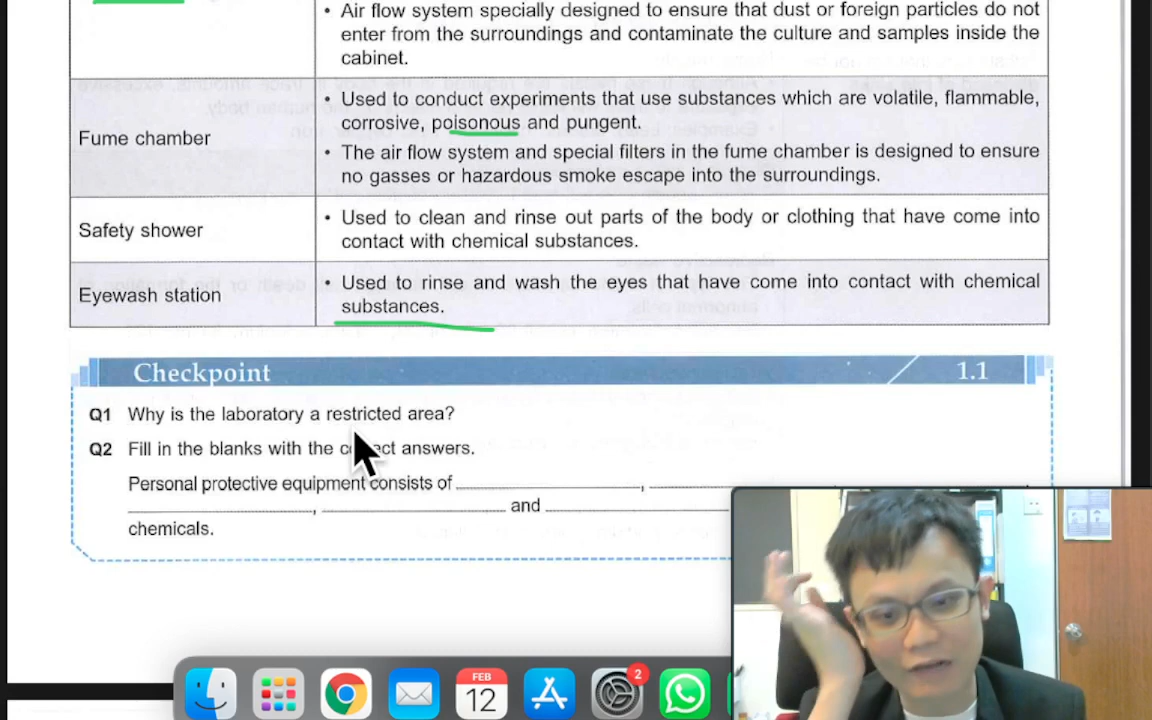 • Air flow system specially designed to ensure that dust or foreign particles do not
enter from the surroundings and contaminate the culture and samples inside the
cabinet.
Fume chamber
• Used to conduct experiments that use substances which are volatile, flammable,
corrosive, poisonous and pungent.
• The air flow system and special filters in the fume chamber is designed to ensure
no gasses or hazardous smoke escape into the surroundings.
Safety shower
• Used to clean and rinse out parts of the body or clothing that have come into
contact with chemical substances.
Eyewash station
• Used to rinse and wash the eyes that have come into contact with chemical
substances.
Checkpoint 1.1
Q1 Why is the laboratory a restricted area?
Q2 Fill in the blanks with the answers.
Personal protective equipment consists of ,
, and
chemicals.
FEB
12
2